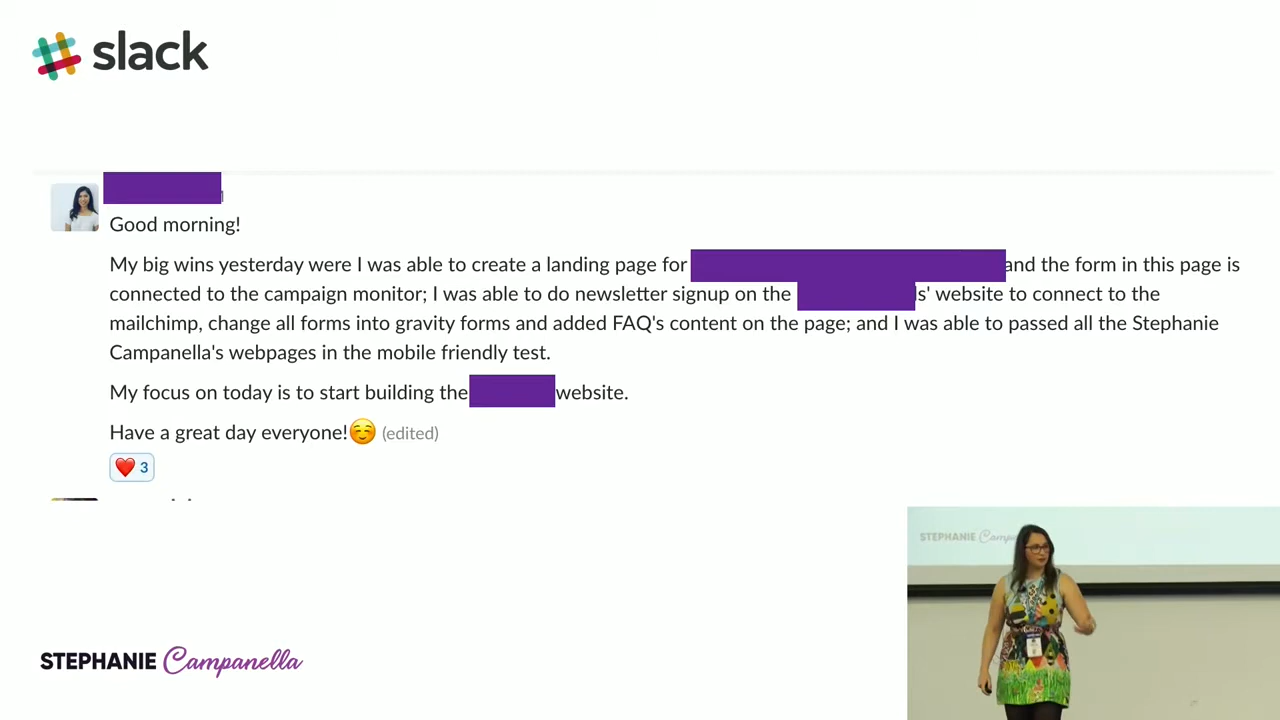 slack
Good morning!
My big wins yesterday were I was able to create a landing page for and the form in this page is
connected to the campaign monitor; I was able to do newsletter signup on the s' website to connect to the
mailchimp, change all forms into gravity forms and added FAQ's content on the page; and I was able to passed all the Stephanie
Campanella's webpages in the mobile friendly test.
My focus on today is to start building the website.
Have a great day everyone! (edited)
3
STEPHANIE
STEPHANIE Campanella